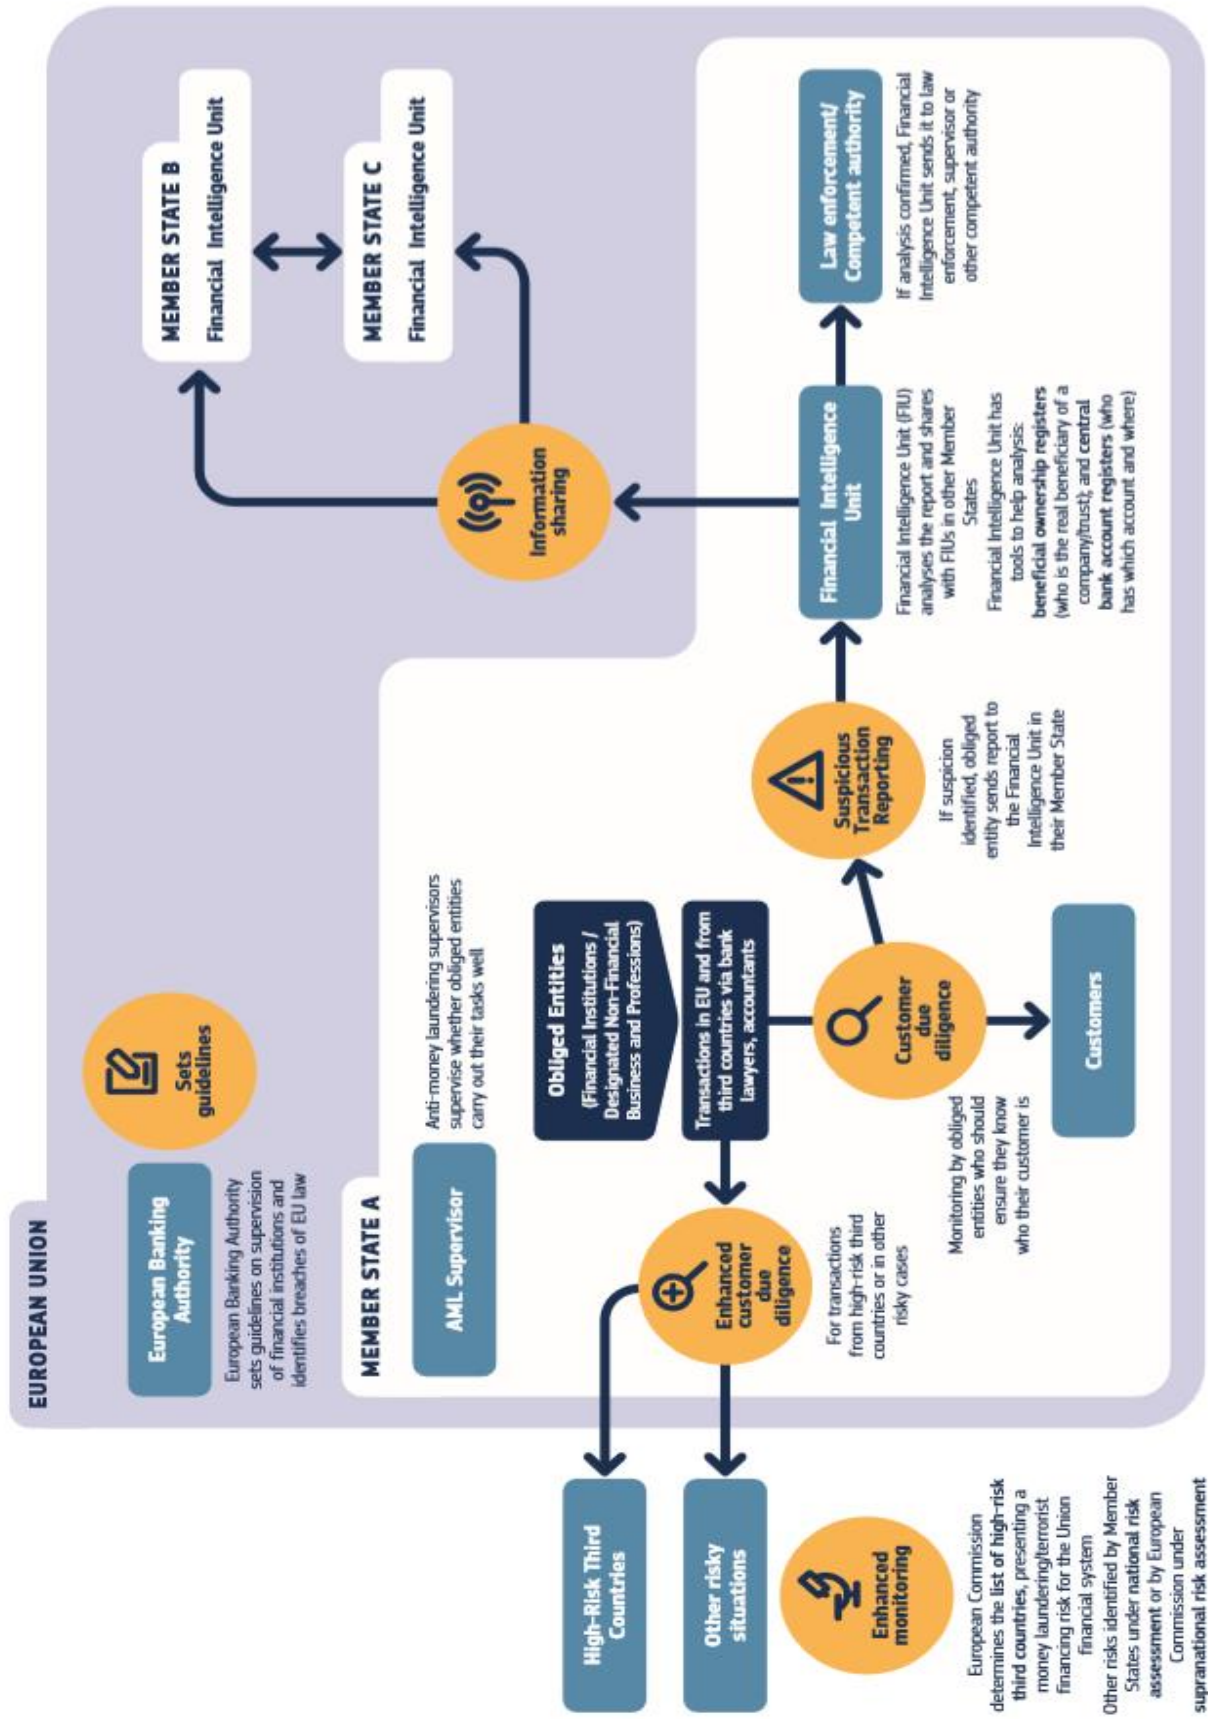 EUROPEAN UNION
European Banking
Authority
Sets
guidelines
European Banking Authority
sets guidelines on supervision
of financial institutions and
identifies breaches of EU law
MEMBER STATE B
Financial Intelligence Unit
MEMBER STATE C
Financial Intelligence Unit
Information
sharing
MEMBER STATE A
AML Supervisor
Anti-money laundering supervisors
supervise whether obliged entities
carry out their tasks well
Obliged Entities
(Financial Institutions /
Designated Non-Financial
Business and Professions)
Transactions in EU and from
third countries via bank
lawyers, accountants
High-Risk Third
Countries
Other risky
situations
Enhanced
monitoring
European Commission
determines the list of high-risk
third countries, presenting a
money laundering/terrorist
financing risk for the Union
financial system
Other risks identified by Member
States under national risk
assessment or by European
Commission under
supranational risk assessment
Enhanced
customer
due
diligence
For transactions
from high-risk third
countries or in other
risky cases
Customer
due
diligence
Monitoring by obliged
entities who should
ensure they know
who their customer is
Customers
Suspicious
Transaction
Reporting
If suspicion
identified, obliged
entity sends report to
the Financial
Intelligence Unit in
their Member State
Financial Intelligence
Unit
Financial Intelligence Unit (FIU)
analyses the report and shares
with FIUs in other Member
States
Financial Intelligence Unit has
tools to help analysis:
beneficial ownership registers
(who is the real beneficiary of a
company/trust); and central
bank account registers (who
has which account and where)
Law enforcement/
Competent authority
If analysis confirmed, Financial
Intelligence Unit sends it to law
enforcement, supervisor or
other competent authority